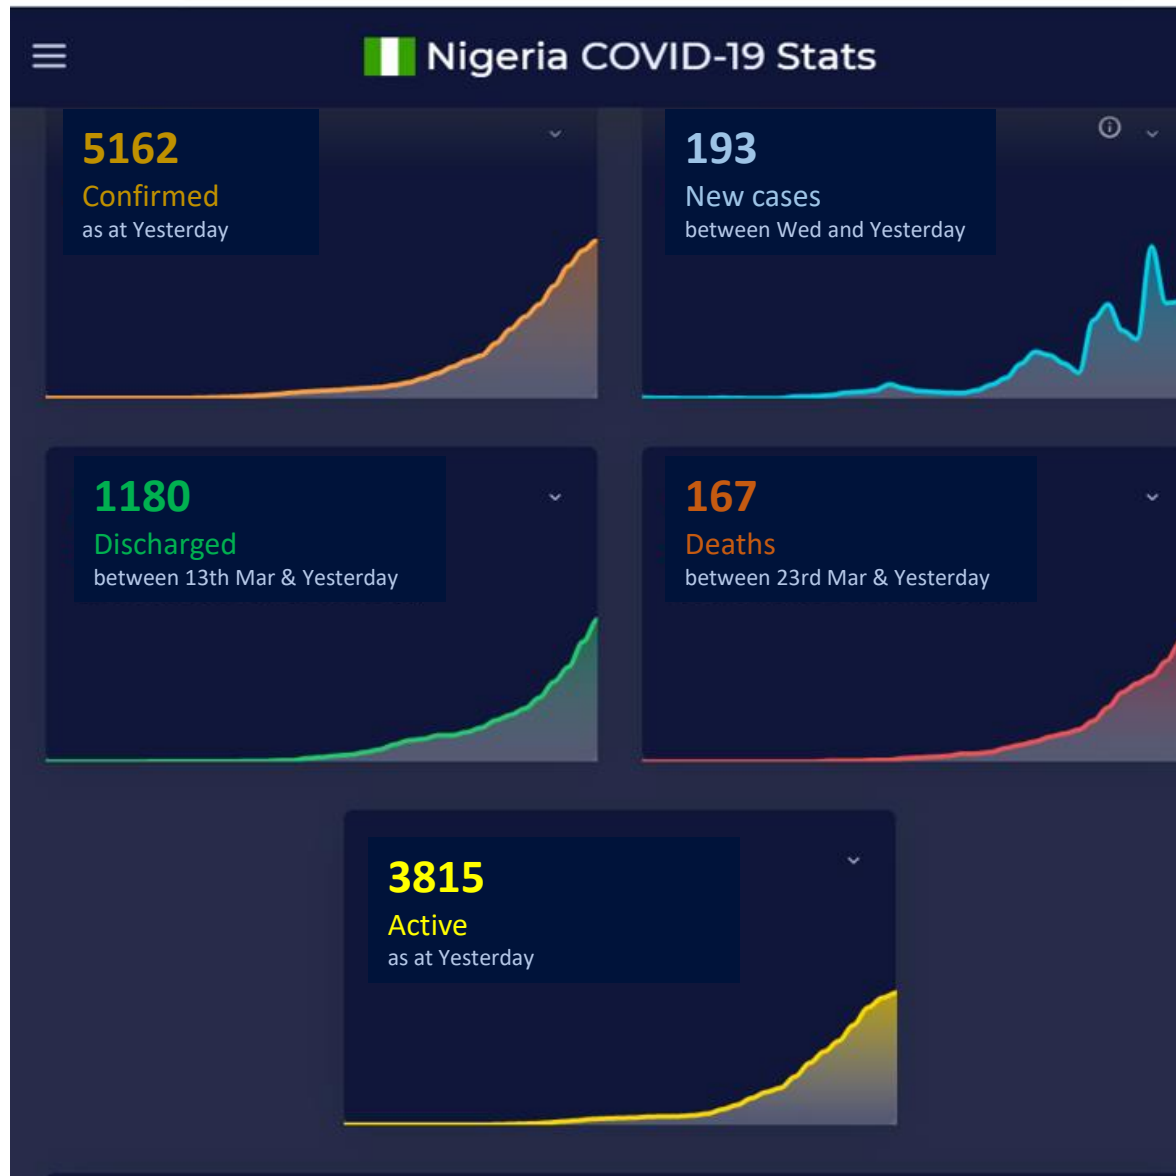 Nigeria COVID-19 Stats
5162
Confirmed
as at Yesterday
193
New cases
between Wed and Yesterday
1180
Discharged
between 13th Mar & Yesterday
167
Deaths
between 23rd Mar & Yesterday
3815
Active
as at Yesterday